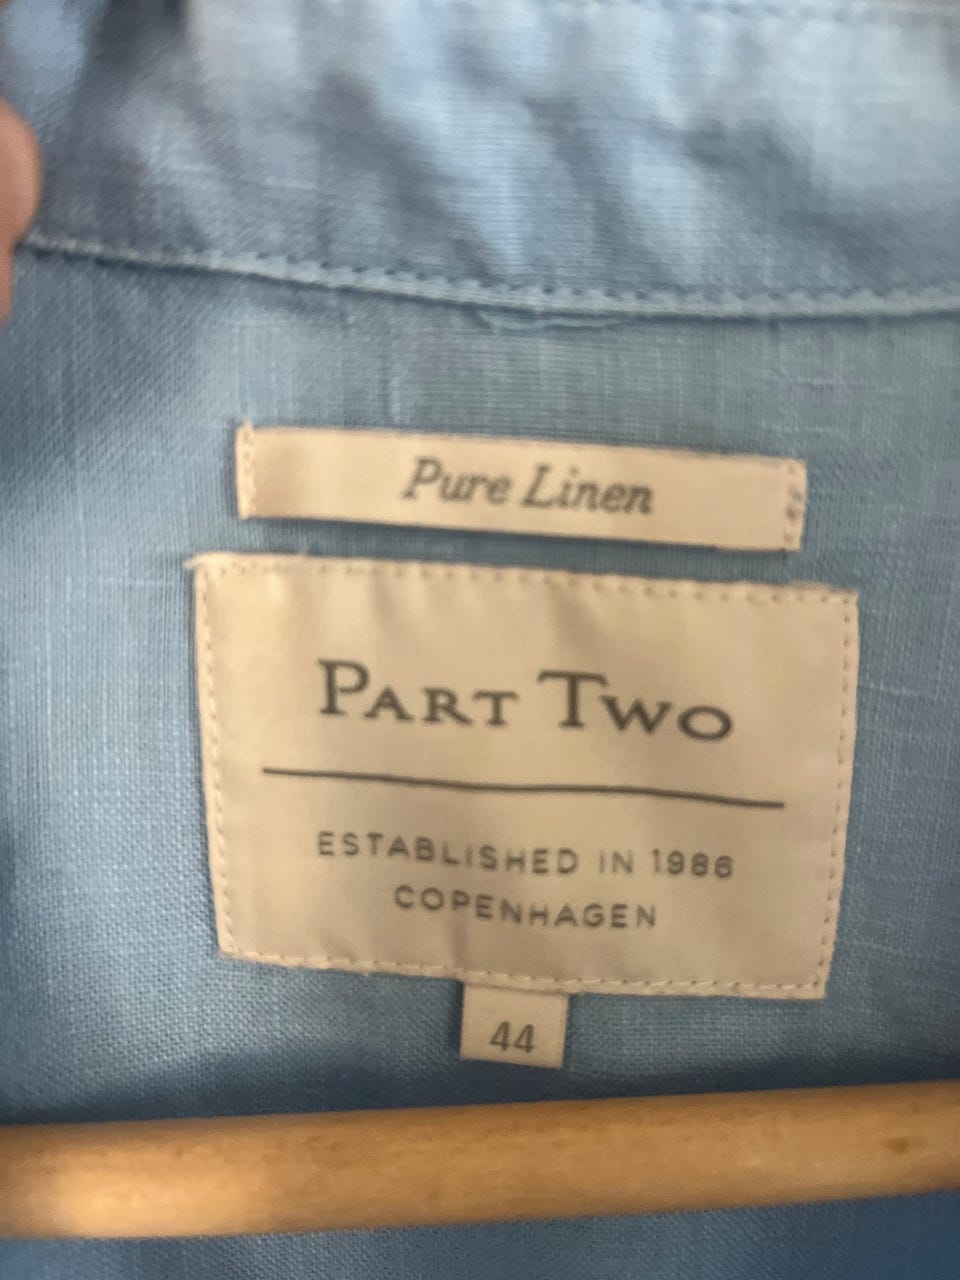 Pure Linen
PART TWO
ESTABLISHED IN 1986
COPENHAGEN
44